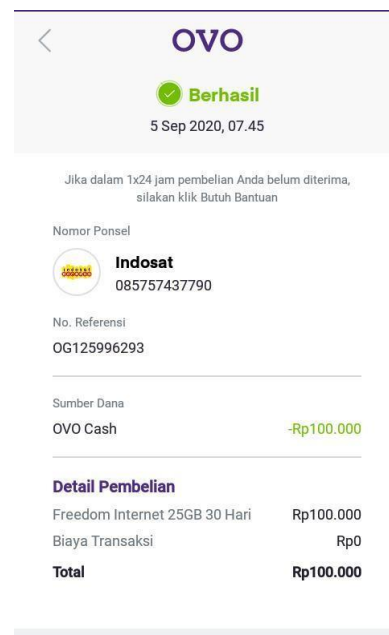 OVO
Berhasil
5 Sep 2020, 07.45
Jika dalam 1x24 jam pembelian Anda belum diterima,
silakan klik Butuh Bantuan
Nomor Ponsel
indosat
ooredoo
Indosat
085757437790
No. Referensi
OG125996293
Sumber Dana
OVO Cash -Rp100.000
Detail Pembelian
Freedom Internet 25GB 30 Hari Rp100.000
Biaya Transaksi Rp0
Total Rp100.000